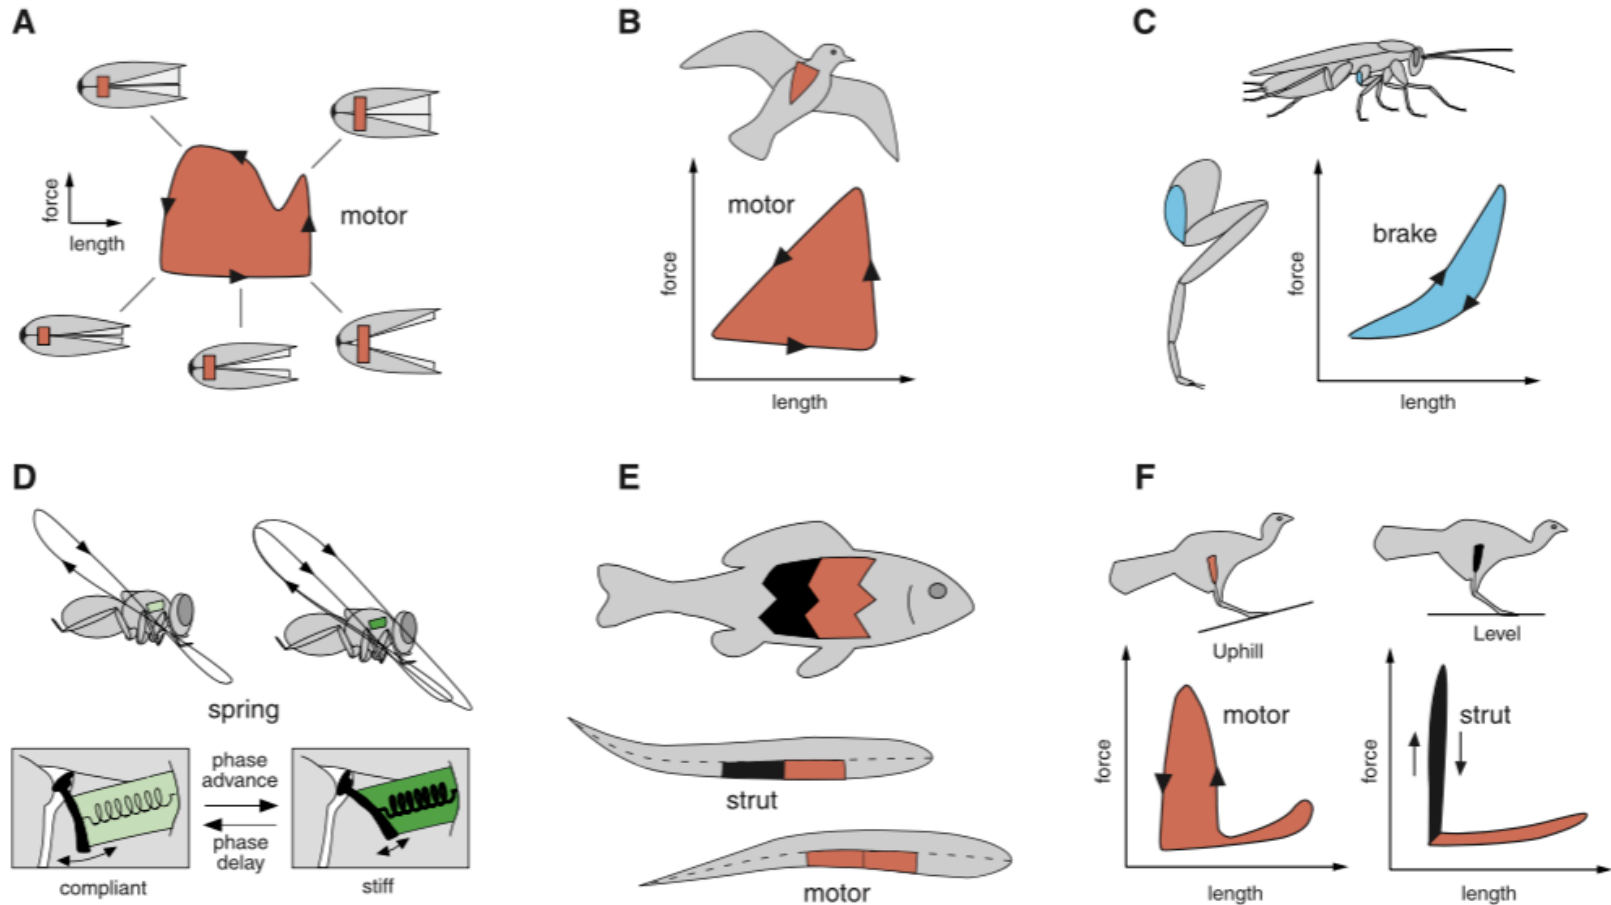 A
force
length
motor
B
motor
force
length
C
brake
force
length
D
spring
phase
advance
phase
delay
compliant
stiff
E
strut
motor
F
Uphill
Level
motor
force
length
strut
force
length